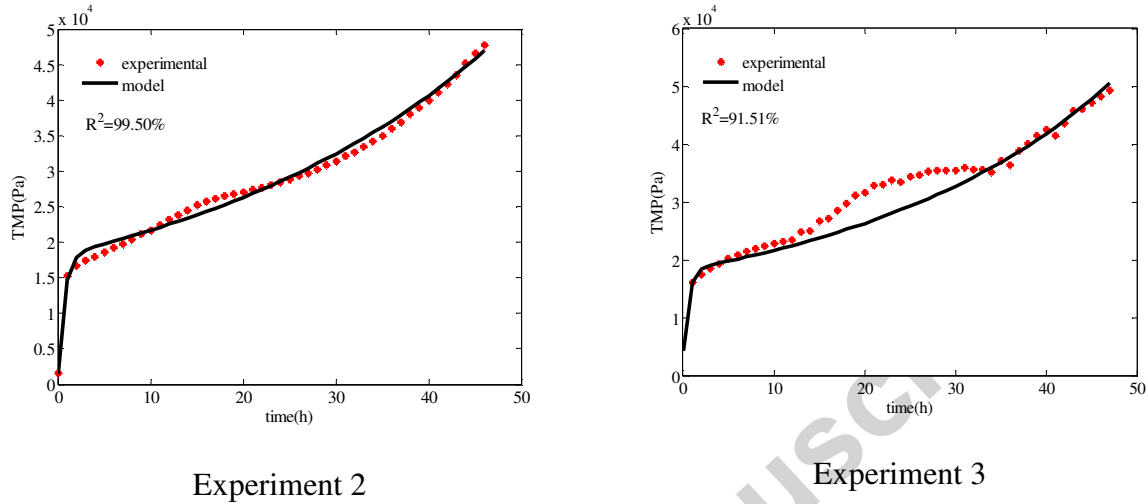 x 10^4
5
4.5
4
3.5
3
2.5
2
1.5
1
0.5
0
TMP(Pa)
experimental
model
R^2=99.50%
0 10 20 30 40 50
time(h)
Experiment 2
x 10^4
6
5
4
3
2
1
0
TMP(Pa)
experimental
model
R^2=91.51%
0 10 20 30 40 50
time(h)
Experiment 3
usc